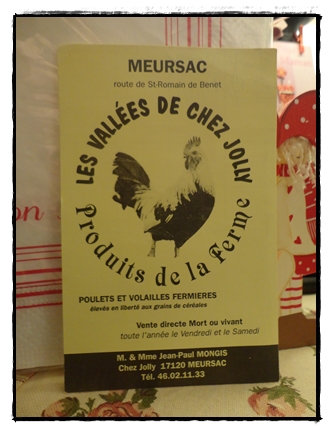 MEURSAC
route de St-Romain de Benet
LES VALLÉES DE CHEZ JOLLY
Produits de la Ferme
POULETS ET VOLAILLES FERMIERES
élevés en liberté aux grains de céréales
Vente directe Mort ou vivant
toute l'année le Vendredi et le Samedi
M. & Mme Jean-Paul MONGIS
Chez Jolly 17120 MEURSAC
Tél. 46.02.11.33
on